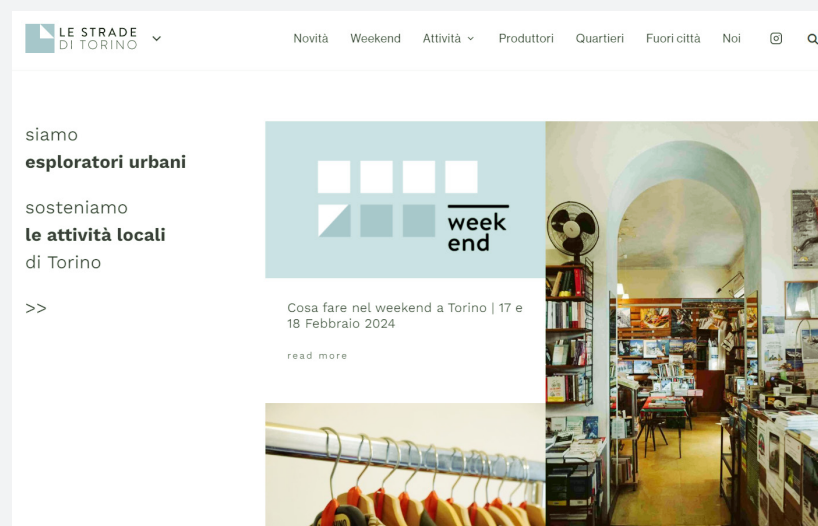 LE STRADE
DI TORINO
Novità Weekend Attività Produttori Quartieri Fuori città Noi
siamo
esploratori urbani
sosteniamo
le attività locali
di Torino
>>
week
end
Cosa fare nel weekend a Torino | 17 e
18 Febbraio 2024
read more